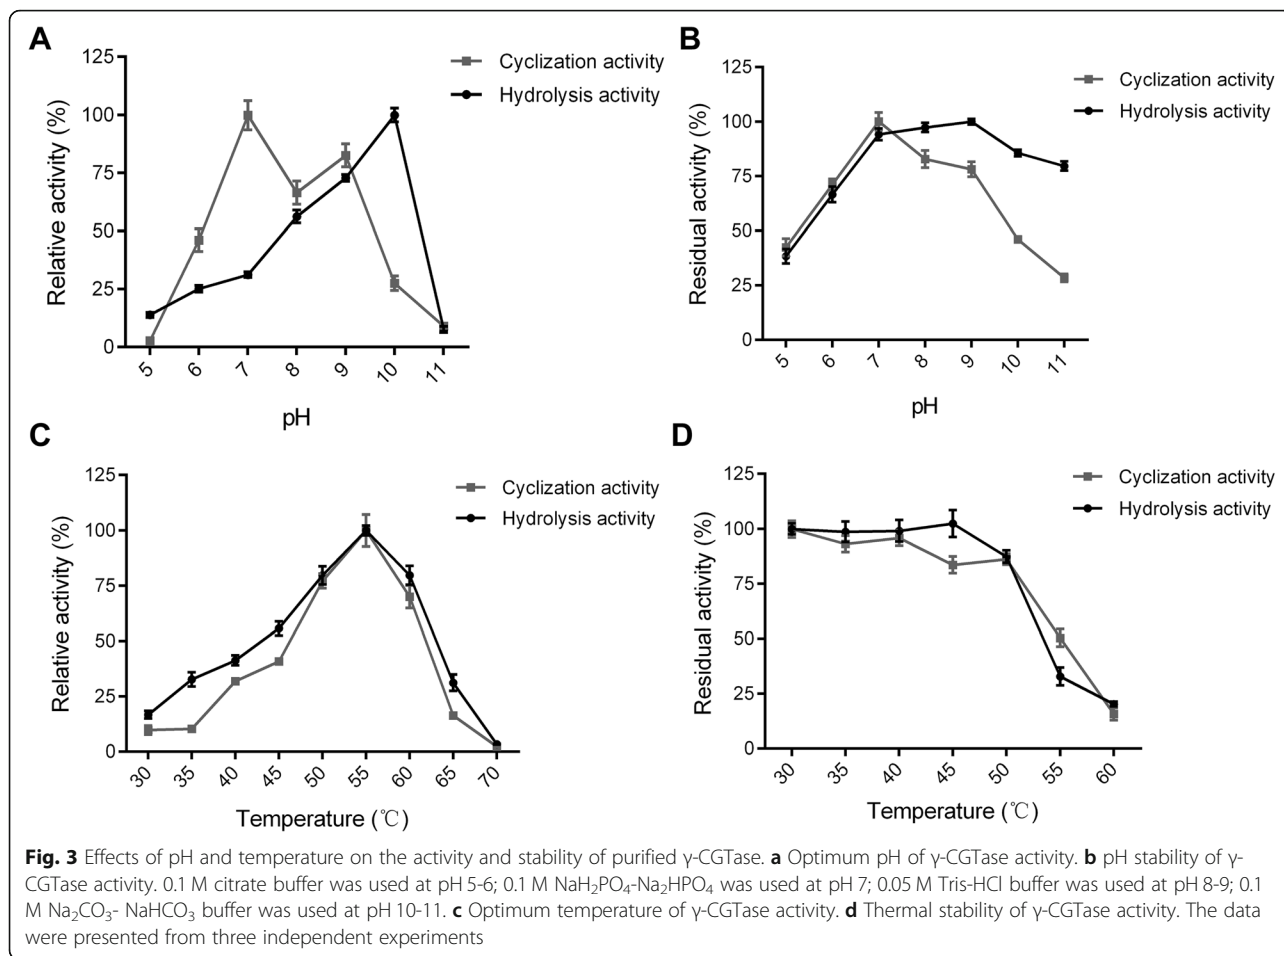 A
Relative activity (%)
125
100
75
50
25
0
5 6 7 8 9 10 11
pH
Cyclization activity
Hydrolysis activity
B
Residual activity (%)
125
100
75
50
25
0
5 6 7 8 9 10 11
pH
Cyclization activity
Hydrolysis activity
C
Relative activity (%)
125
100
75
50
25
0
30 35 40 45 50 55 60 65 70
Temperature (℃)
Cyclization activity
Hydrolysis activity
D
Residual activity (%)
125
100
75
50
25
0
30 35 40 45 50 55 60
Temperature (℃)
Cyclization activity
Hydrolysis activity
Fig. 3 Effects of pH and temperature on the activity and stability of purified γ-CGTase. a Optimum pH of γ-CGTase activity. b pH stability of γ-
CGTase activity. 0.1 M citrate buffer was used at pH 5-6; 0.1 M NaH₂PO₄-Na₂HPO₄ was used at pH 7; 0.05 M Tris-HCl buffer was used at pH 8-9; 0.1
M Na₂CO₃- NaHCO₃ buffer was used at pH 10-11. c Optimum temperature of γ-CGTase activity. d Thermal stability of γ-CGTase activity. The data
were presented from three independent experiments